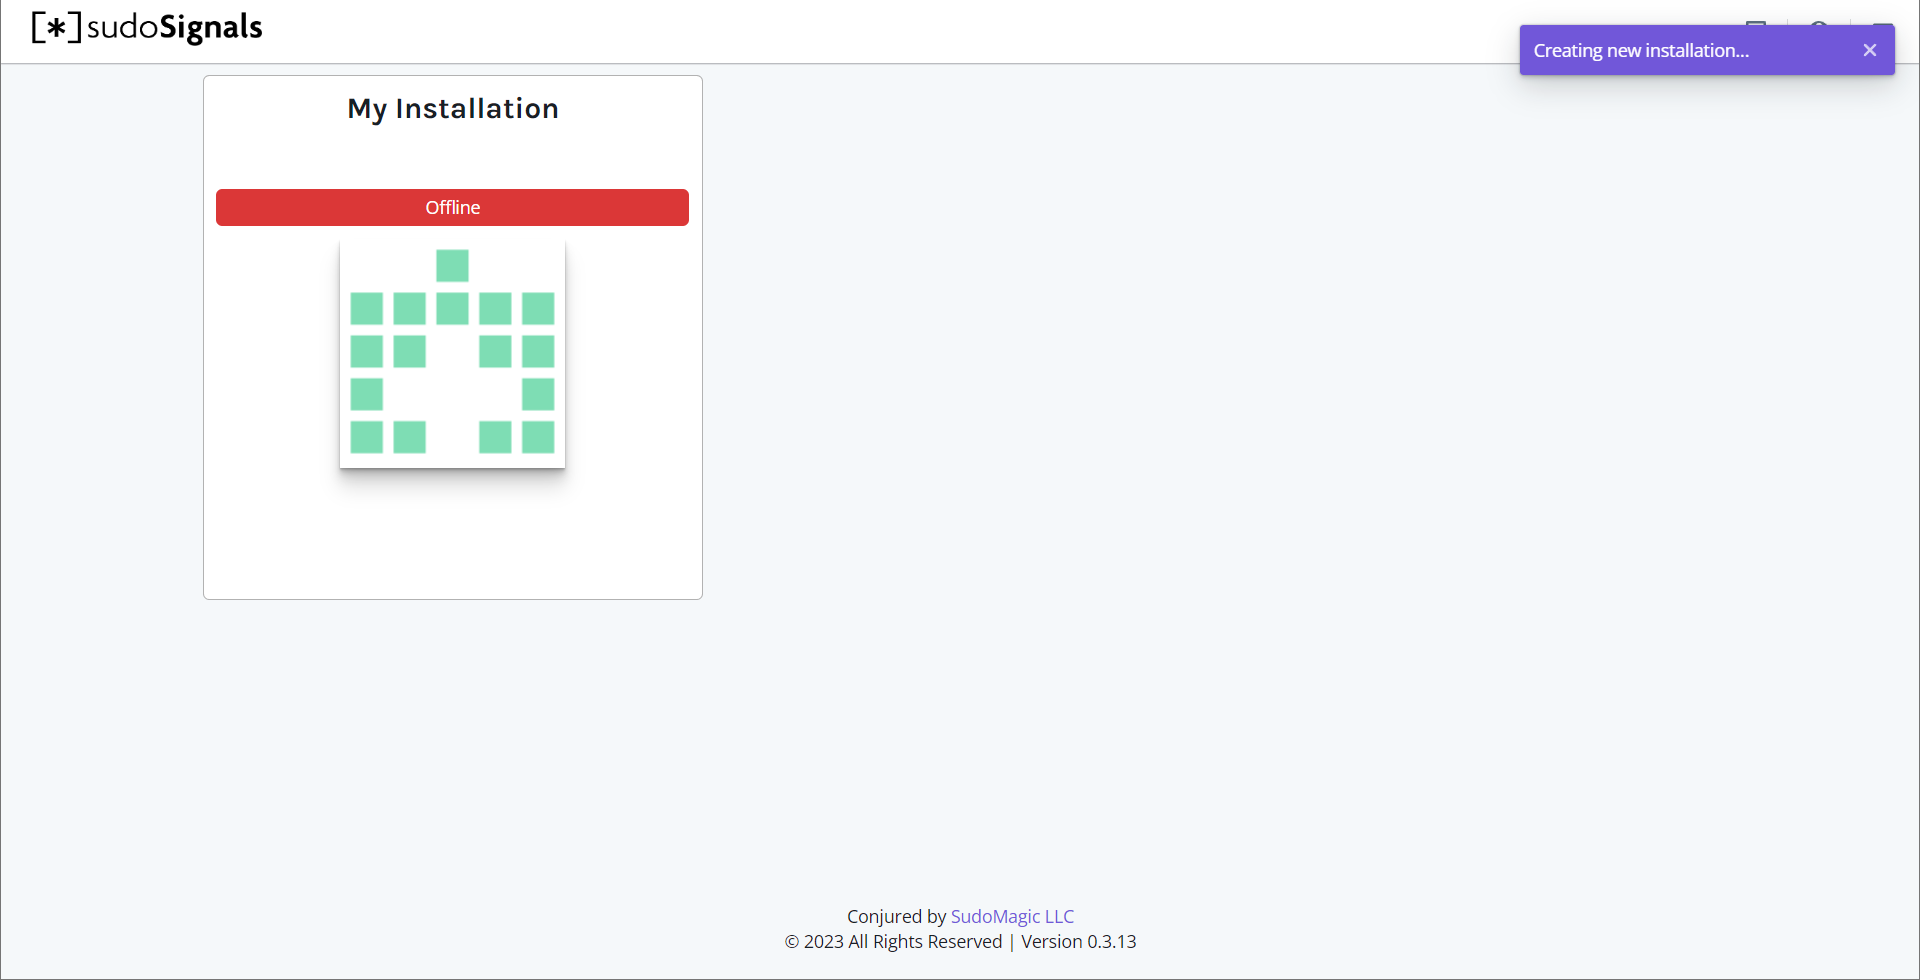 [*]sudoSignals
Creating new installation...
My Installation
Offline
Conjured by SudoMagic LLC
© 2023 All Rights Reserved | Version 0.3.13